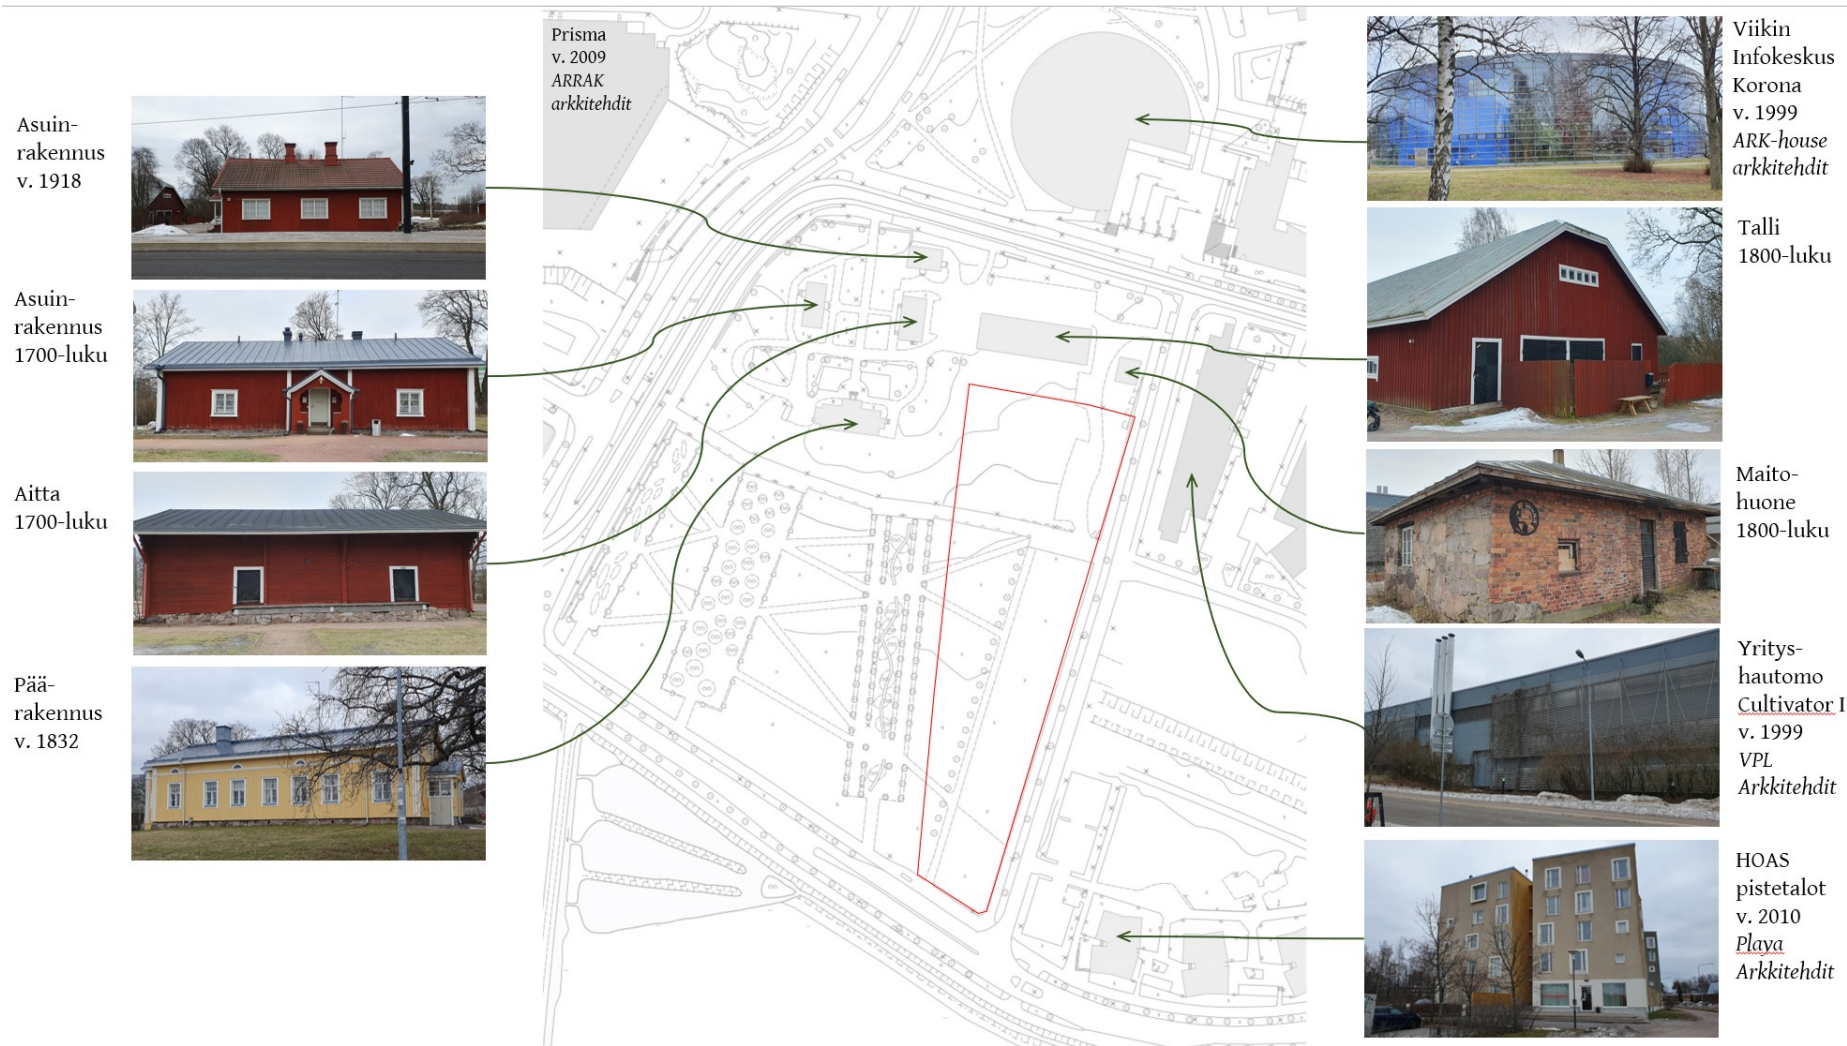 Asuin-
rakennus
v. 1918
Asuin-
rakennus
1700-luku
Aitta
1700-luku
Pää-
rakennus
v. 1832
Prisma
v. 2009
ARRAK
arkkitehdit
Viikin
Infokeskus
Korona
v. 1999
ARK-house
arkkitehdit
Talli
1800-luku
Maito-
huone
1800-luku
Yritys-
hautomo
Cultivator I
v. 1999
VPL
Arkkitehdit
HOAS
pistetalot
v. 2010
Playa
Arkkitehdit